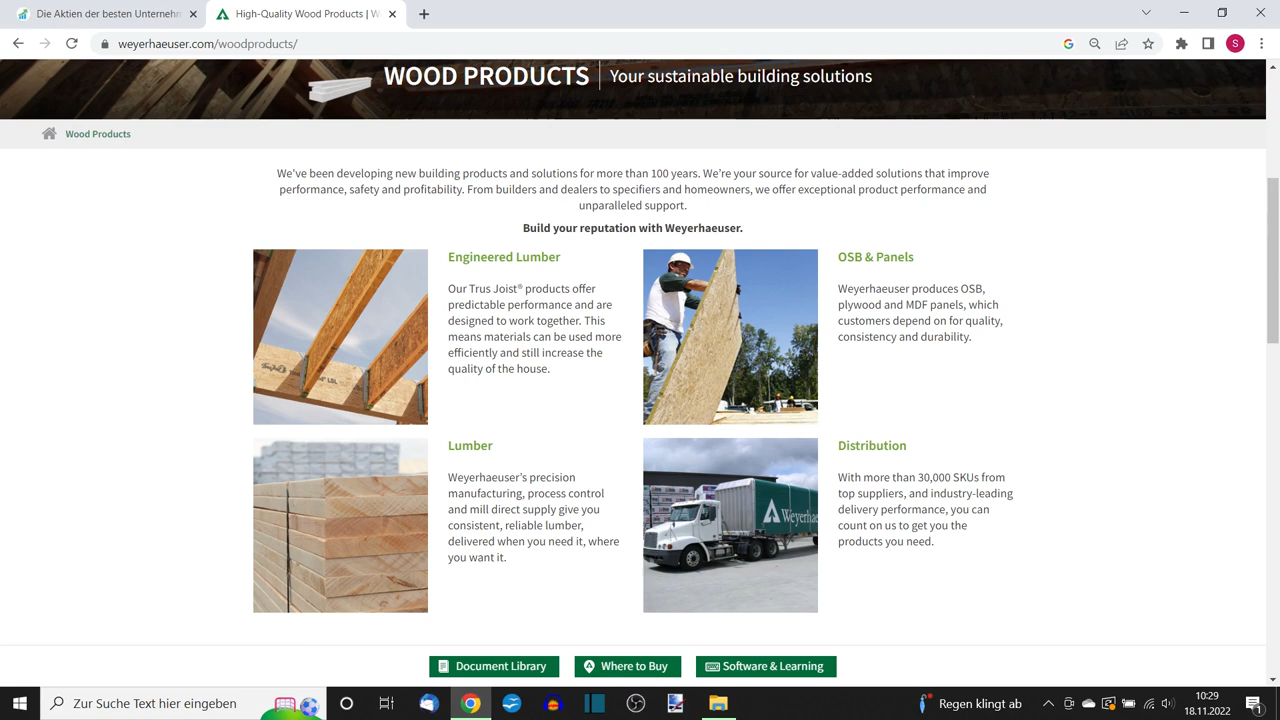 Die Aktien der besten Unternehm
High-Quality Wood Products | W
weyerhaeuser.com/woodproducts/
S
WOOD PRODUCTS
Your sustainable building solutions
Wood Products
We've been developing new building products and solutions for more than 100 years. We're your source for value-added solutions that improve
performance, safety and profitability. From builders and dealers to specifiers and homeowners, we offer exceptional product performance and
unparalleled support.
Build your reputation with Weyerhaeuser.
Engineered Lumber
Our Trus Joist® products offer
predictable performance and are
designed to work together. This
means materials can be used more
efficiently and still increase the
quality of the house.
OSB & Panels
Weyerhaeuser produces OSB,
plywood and MDF panels, which
customers depend on for quality,
consistency and durability.
Lumber
Weyerhaeuser's precision
manufacturing, process control
and mill direct supply give you
consistent, reliable lumber,
delivered when you need it, where
you want it.
Weyerhae
Distribution
With more than 30,000 SKUs from
top suppliers, and industry-leading
delivery performance, you can
count on us to get you the
products you need.
Document Library
Where to Buy
Software & Learning
Zur Suche Text hier eingeben
Regen klingt ab
10:29
18.11.2022
1